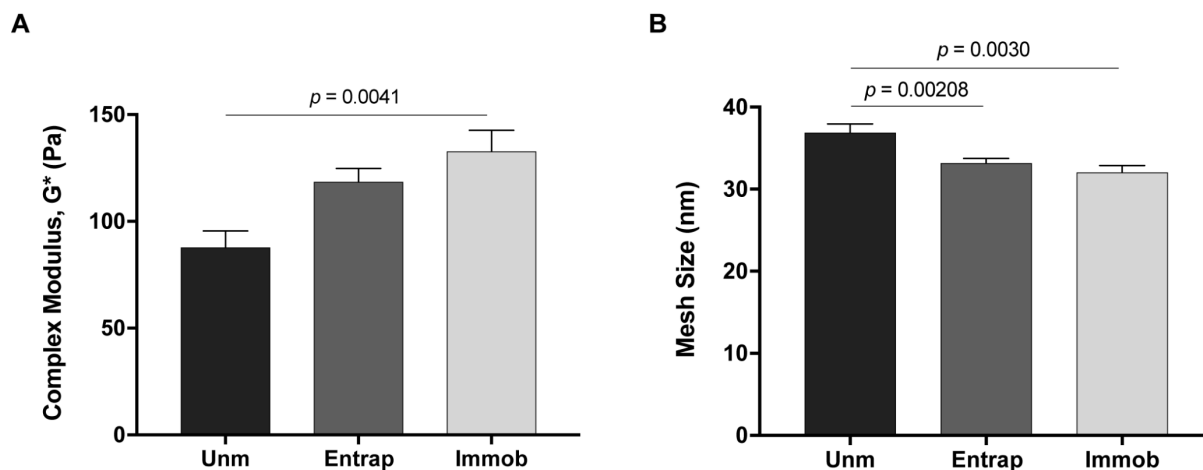 A
p = 0.0041
Complex Modulus, G* (Pa)
150
100
50
0
Unm Entrap Immob
B
p = 0.0030
p = 0.00208
Mesh Size (nm)
40
30
20
10
0
Unm Entrap Immob